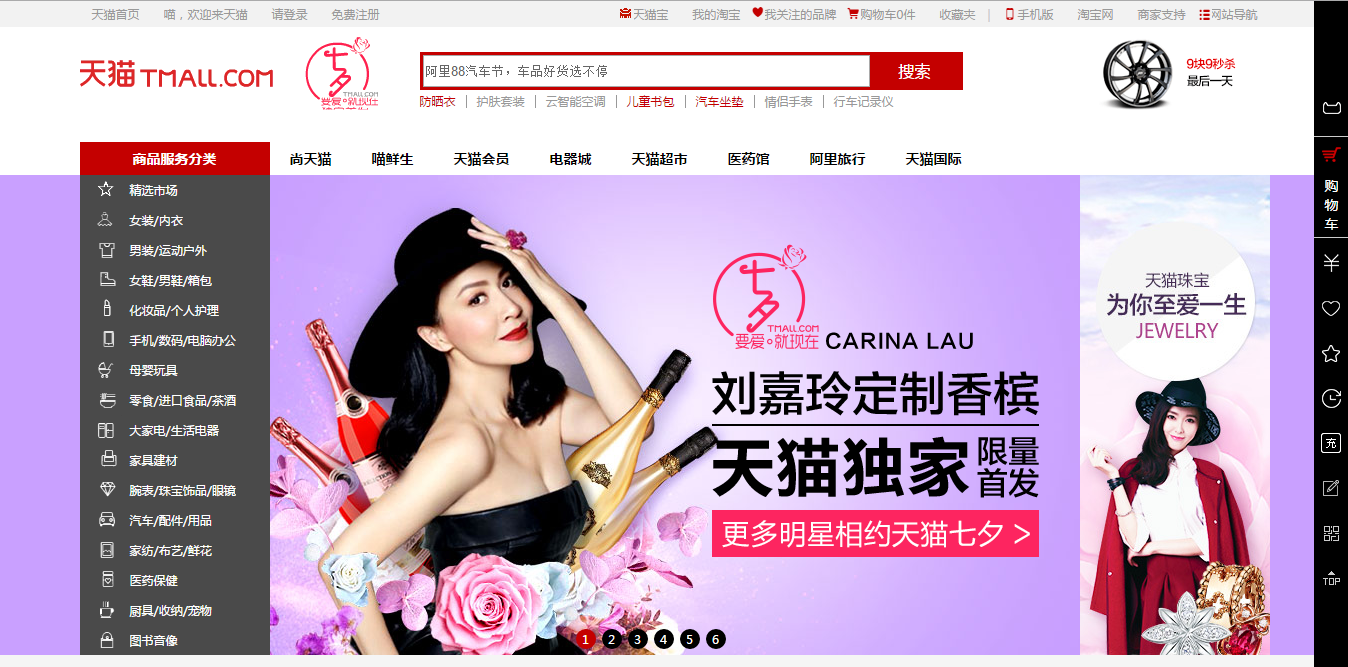 天猫首页 喵，欢迎来天猫 请登录 免费注册 天猫宝 我的淘宝 我关注的品牌 购物车0件 收藏夹 | 手机版 淘宝网 商家支持 网站导航
天猫 TMALL.COM
七夕
TMALL.COM
要爱·就现在
阿里88汽车节，车品好货选不停
搜索
防晒衣 | 护肤套装 | 云智能空调 | 儿童书包 | 汽车坐垫 | 情侣手表 | 行车记录仪
9块9秒杀
最后一天
商品服务分类 尚天猫 喵鲜生 天猫会员 电器城 天猫超市 医药馆 阿里旅行 天猫国际
精选市场
女装/内衣
男装/运动户外
女鞋/男鞋/箱包
化妆品/个人护理
手机/数码/电脑办公
母婴玩具
零食/进口食品/茶酒
大家电/生活电器
家具建材
腕表/珠宝饰品/眼镜
汽车/配件/用品
家纺/布艺/鲜花
医药保健
厨具/收纳/宠物
图书音像
七夕
TMALL.COM
要爱·就现在
CARINA LAU
刘嘉玲定制香槟
天猫独家
限量
首发
更多明星相约天猫七夕 >
1 2 3 4 5 6
天猫珠宝
为你至爱一生
JEWELRY
购
物
车
充
TOP